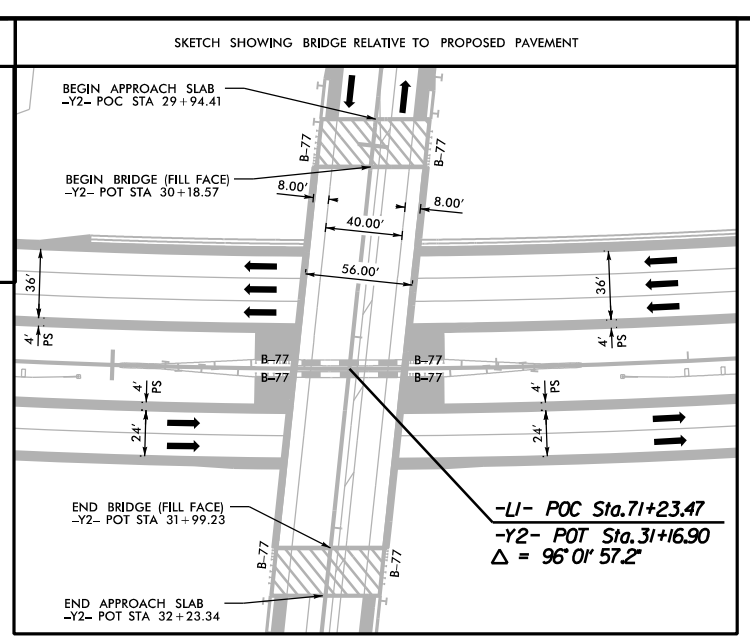 SKETCH SHOWING BRIDGE RELATIVE TO PROPOSED PAVEMENT
BEGIN APPROACH SLAB
-Y2- POC STA 29+94.41
B-77
B-77
BEGIN BRIDGE (FILL FACE)
-Y2- POT STA 30+18.57
8.00'
8.00'
40.00'
56.00'
36'
36'
4'
PS
4'
PS
B-77
B-77
B-77
B-77
4'
PS
4'
PS
24'
24'
-L1- POC Sta.71+23.47
-Y2- POT Sta.31+16.90
Δ = 96° 01' 57.2"
END BRIDGE (FILL FACE)
-Y2- POT STA 31+99.23
B-77
B-77
END APPROACH SLAB
-Y2- POT STA 32+23.34